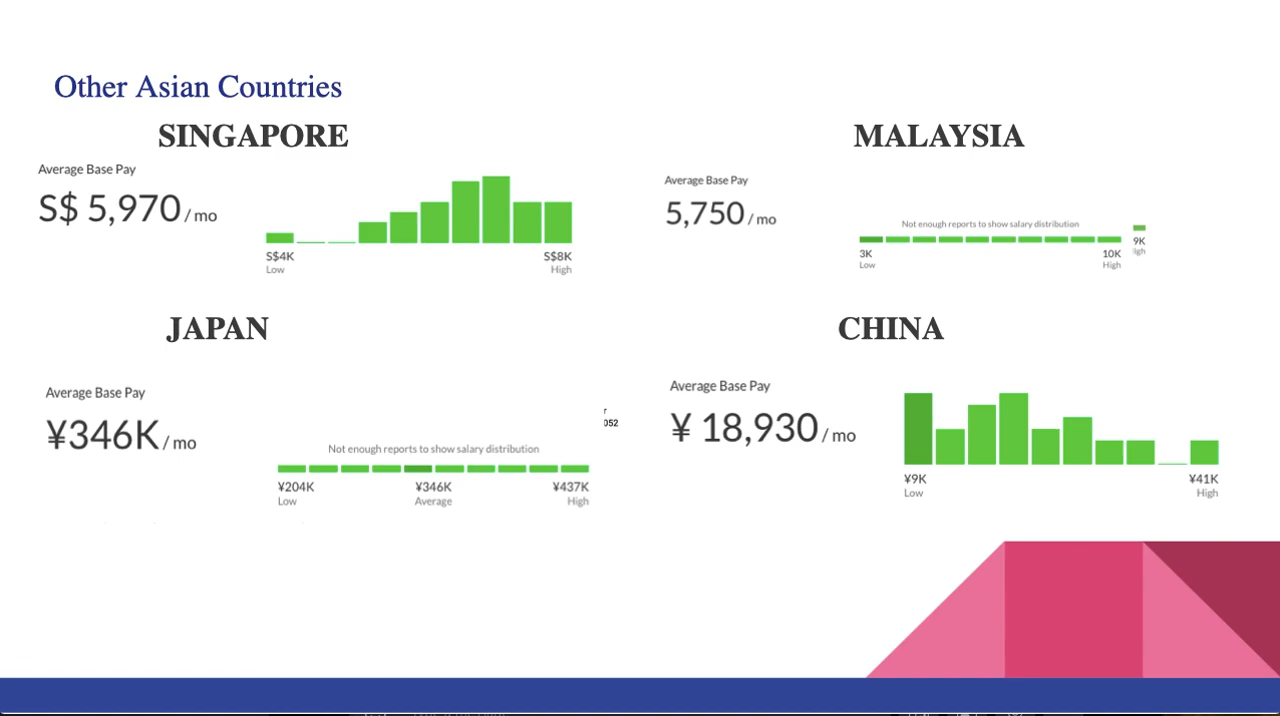 Other Asian Countries
SINGAPORE
Average Base Pay
S$ 5,970 / mo
S$4K
Low
S$8K
High
MALAYSIA
Average Base Pay
5,750 / mo
Not enough reports to show salary distribution
3K
Low
10K
High
9K
JAPAN
Average Base Pay
¥346K / mo
Not enough reports to show salary distribution
¥204K
Low
¥346K
Average
¥437K
High
052
CHINA
Average Base Pay
¥ 18,930 / mo
¥9K
Low
¥41K
High